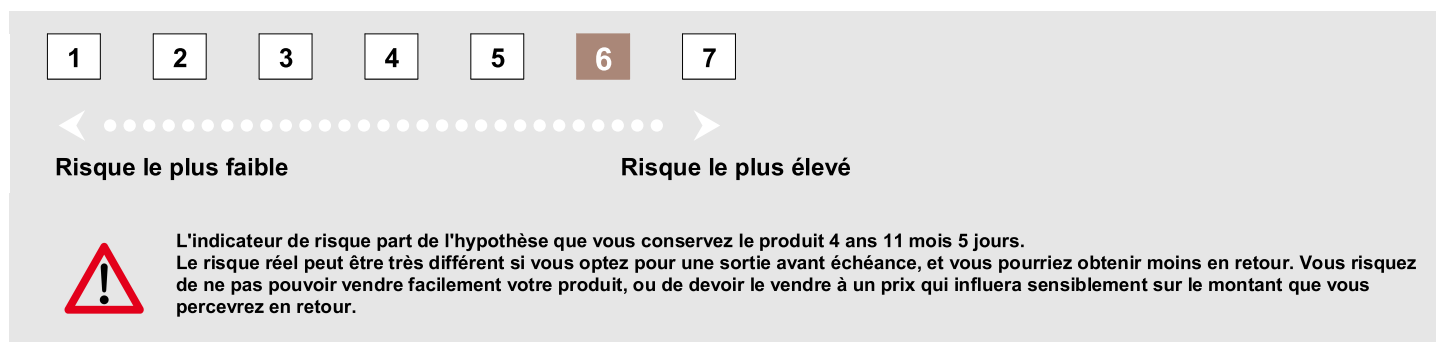 1 2 3 4 5 6 7
Risque le plus faible Risque le plus élevé
L'indicateur de risque part de l'hypothèse que vous conservez le produit 4 ans 11 mois 5 jours.
Le risque réel peut être très différent si vous optez pour une sortie avant échéance, et vous pourriez obtenir moins en retour. Vous risquez
de ne pas pouvoir vendre facilement votre produit, ou de devoir le vendre à un prix qui influera sensiblement sur le montant que vous
percevrez en retour.